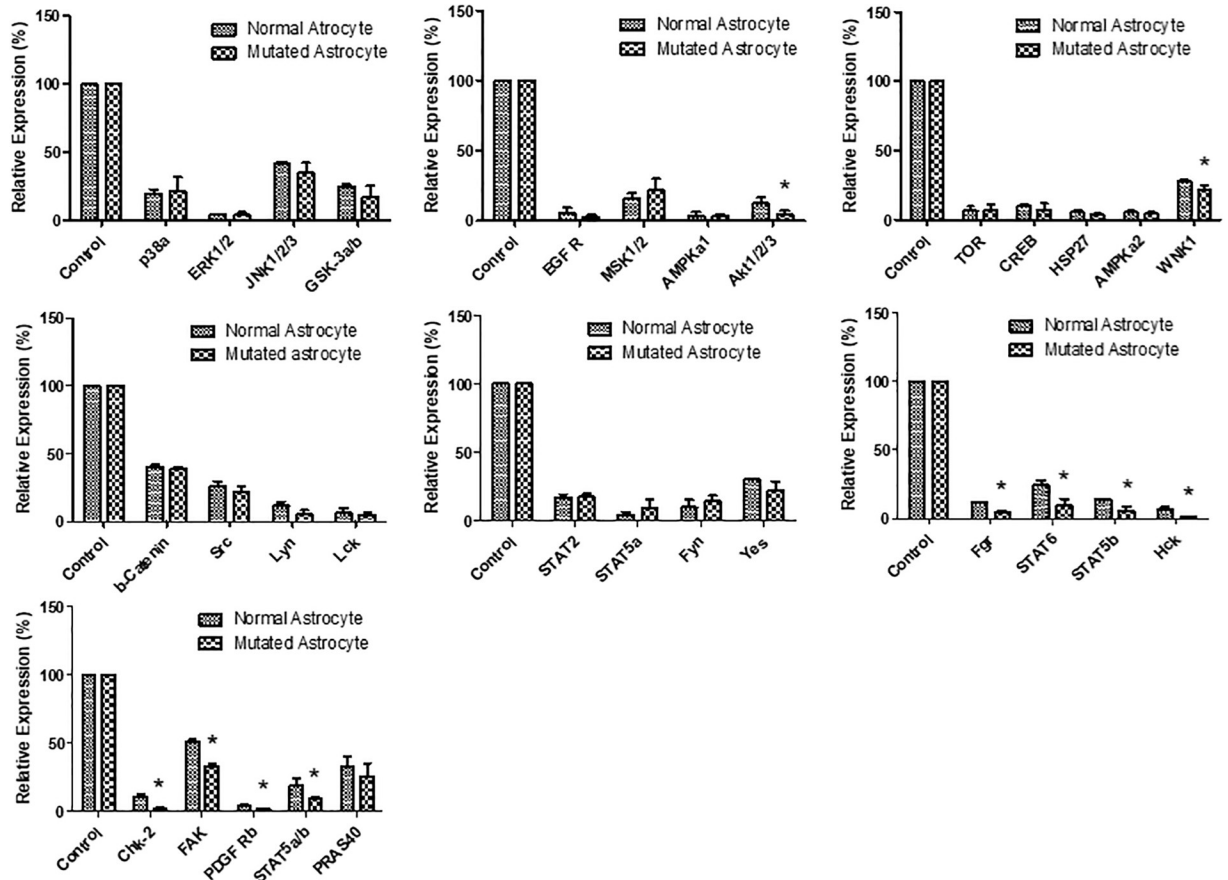 Relative Expression (%)
150
100
50
0
Normal Atrocyte
Mutated Astrocyte
Control
p38a
ERK1/2
JNK1/2/3
GSK-3a/b
Relative Expression (%)
150
100
50
0
Normal Astrocyte
Mutated Astrocyte
*
Control
EGFR
MSK1/2
AMPKa1
Akt1/2/3
Relative Expression (%)
150
100
50
0
Normal Astrocyte
Mutated Astrocyte
*
Control
TOR
CREB
HSP27
AMPKa2
WNK1
Relative Expression (%)
150
100
50
0
Normal Astrocyte
Mutated astrocyte
Control
b-Catenin
Src
Lyn
Lck
Relative Expression (%)
150
100
50
0
Normal Astrocyte
Mutated Astrocyte
Control
STAT2
STAT5a
Fyn
Yes
Relative Expression (%)
150
100
50
0
Normal Astrocyte
Mutated Astrocyte
* * * *
Control
Fgr
STAT6
STAT5b
Hck
Relative Expression (%)
150
100
50
0
Normal Astrocyte
Mutated Astrocyte
* * * *
Control
Chk-2
FAK
PDGF Rb
STAT5a/b
PRAS40